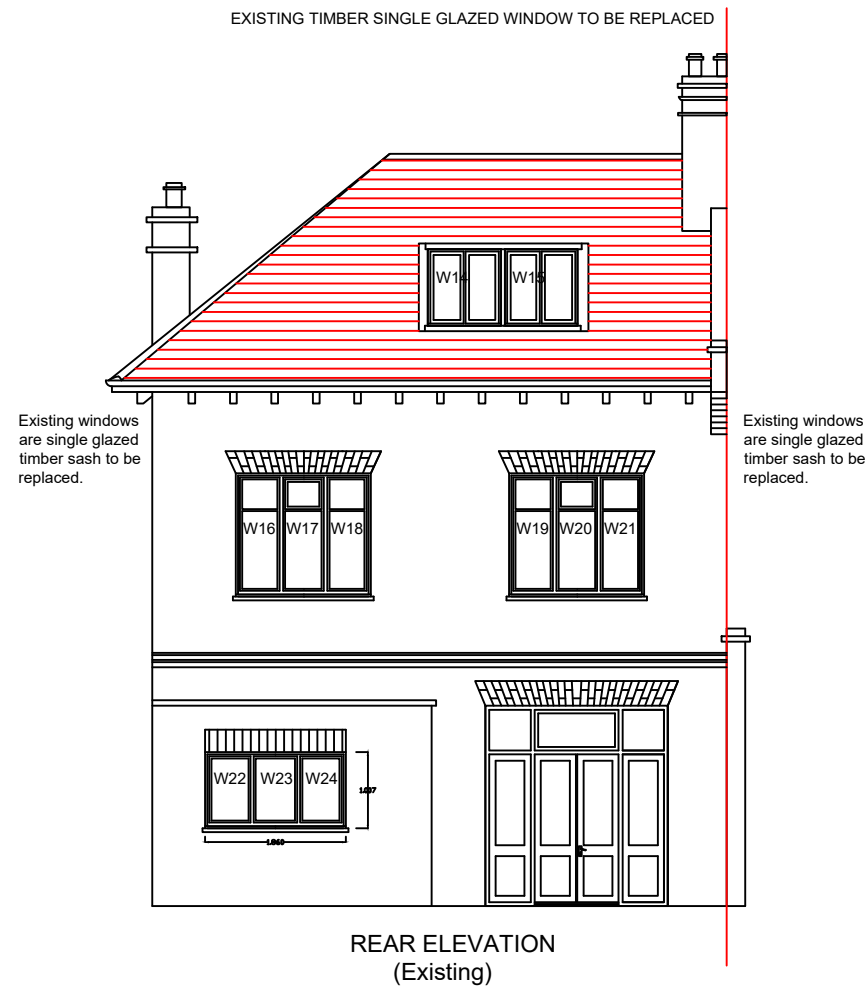 EXISTING TIMBER SINGLE GLAZED WINDOW TO BE REPLACED
W14 W15
Existing windows
are single glazed
timber sash to be
replaced.
Existing windows
are single glazed
timber sash to be
replaced.
W16 W17 W18 W19 W20 W21
W22 W23 W24
REAR ELEVATION
(Existing)